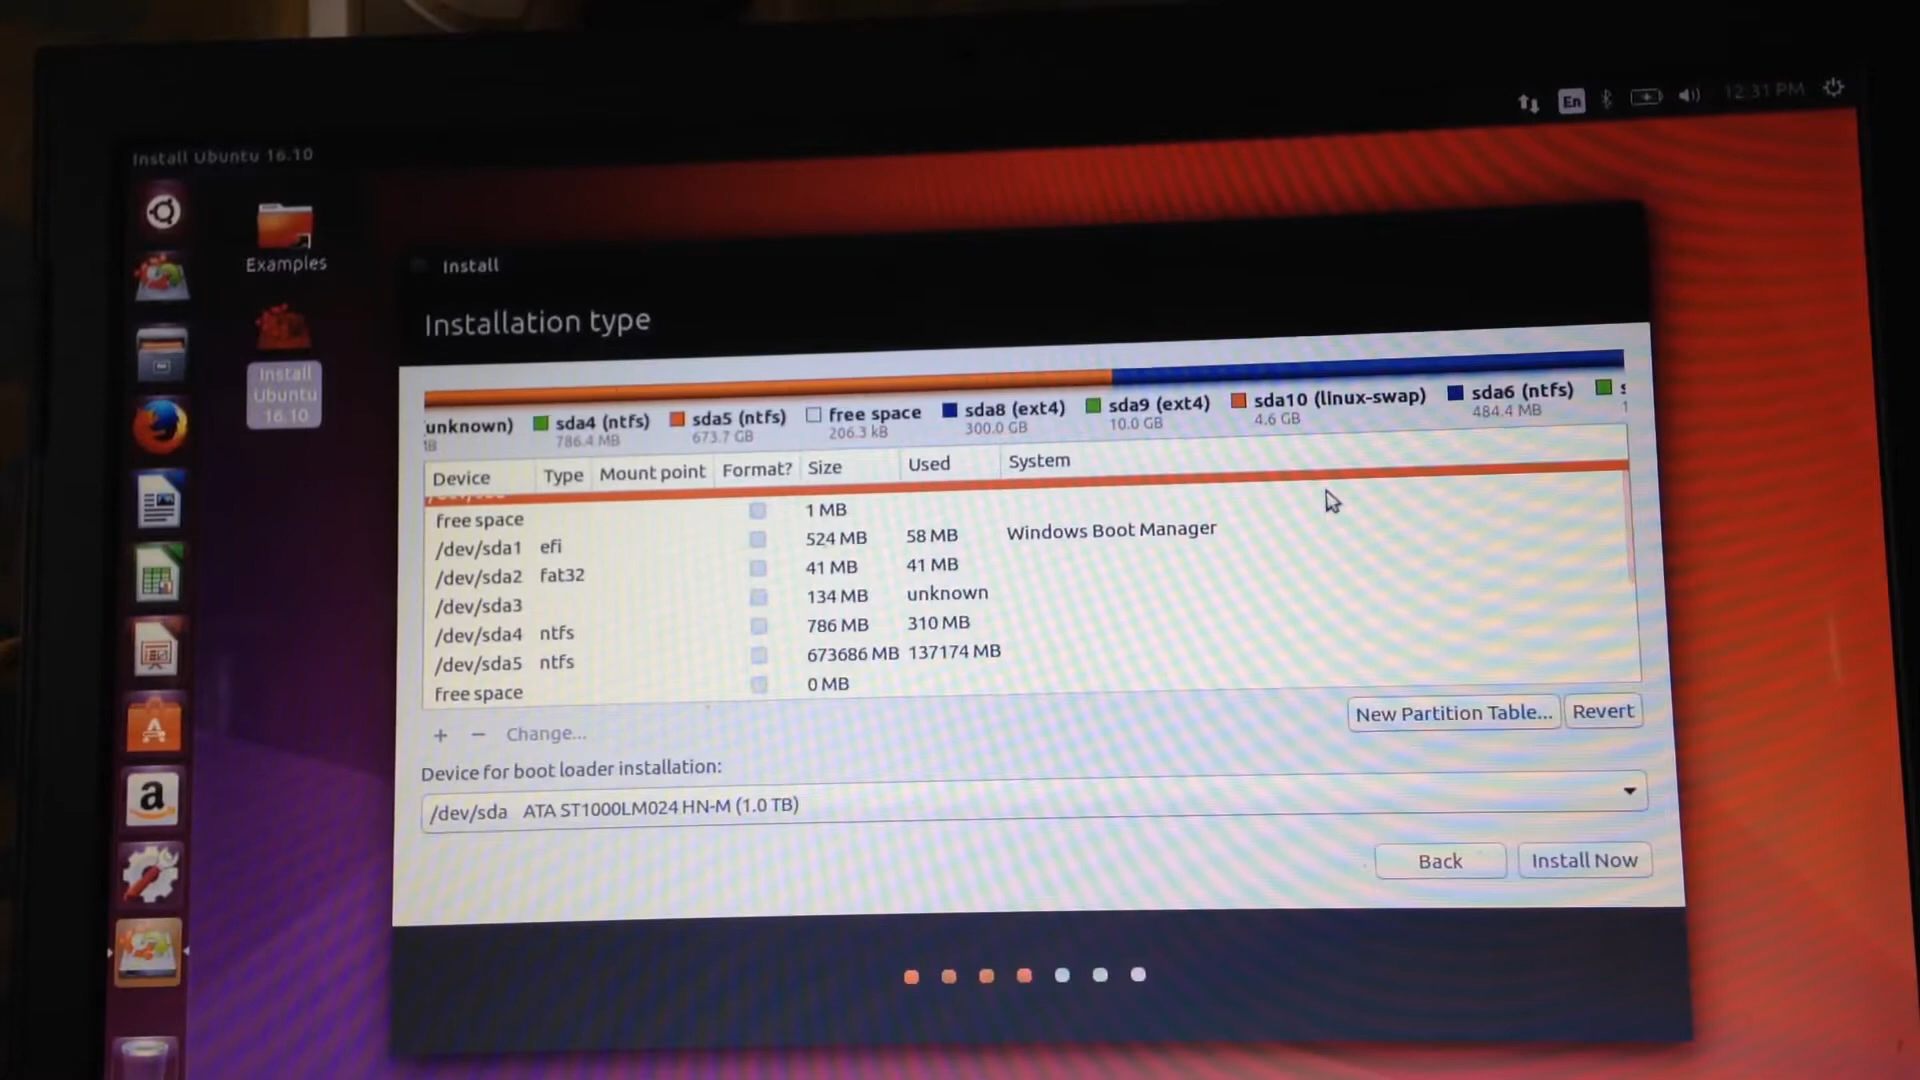 En 12:31 PM
Install Ubuntu 16.10
Examples
Install
Ubuntu
16.10
Install
Installation type
unknown) sda4 (ntfs) sda5 (ntfs) free space sda8 (ext4) sda9 (ext4) sda10 (linux-swap) sda6 (ntfs)
786.4 MB 673.7 GB 206.3 kB 300.0 GB 10.0 GB 4.6 GB 484.4 MB
Device Type Mount point Format? Size Used System
free space 1 MB
/dev/sda1 efi 524 MB 58 MB Windows Boot Manager
/dev/sda2 fat32 41 MB 41 MB
/dev/sda3 134 MB unknown
/dev/sda4 ntfs 786 MB 310 MB
/dev/sda5 ntfs 673686 MB 137174 MB
free space 0 MB
+ − Change... New Partition Table... Revert
Device for boot loader installation:
/dev/sda ATA ST1000LM024 HN-M (1.0 TB)
Back Install Now